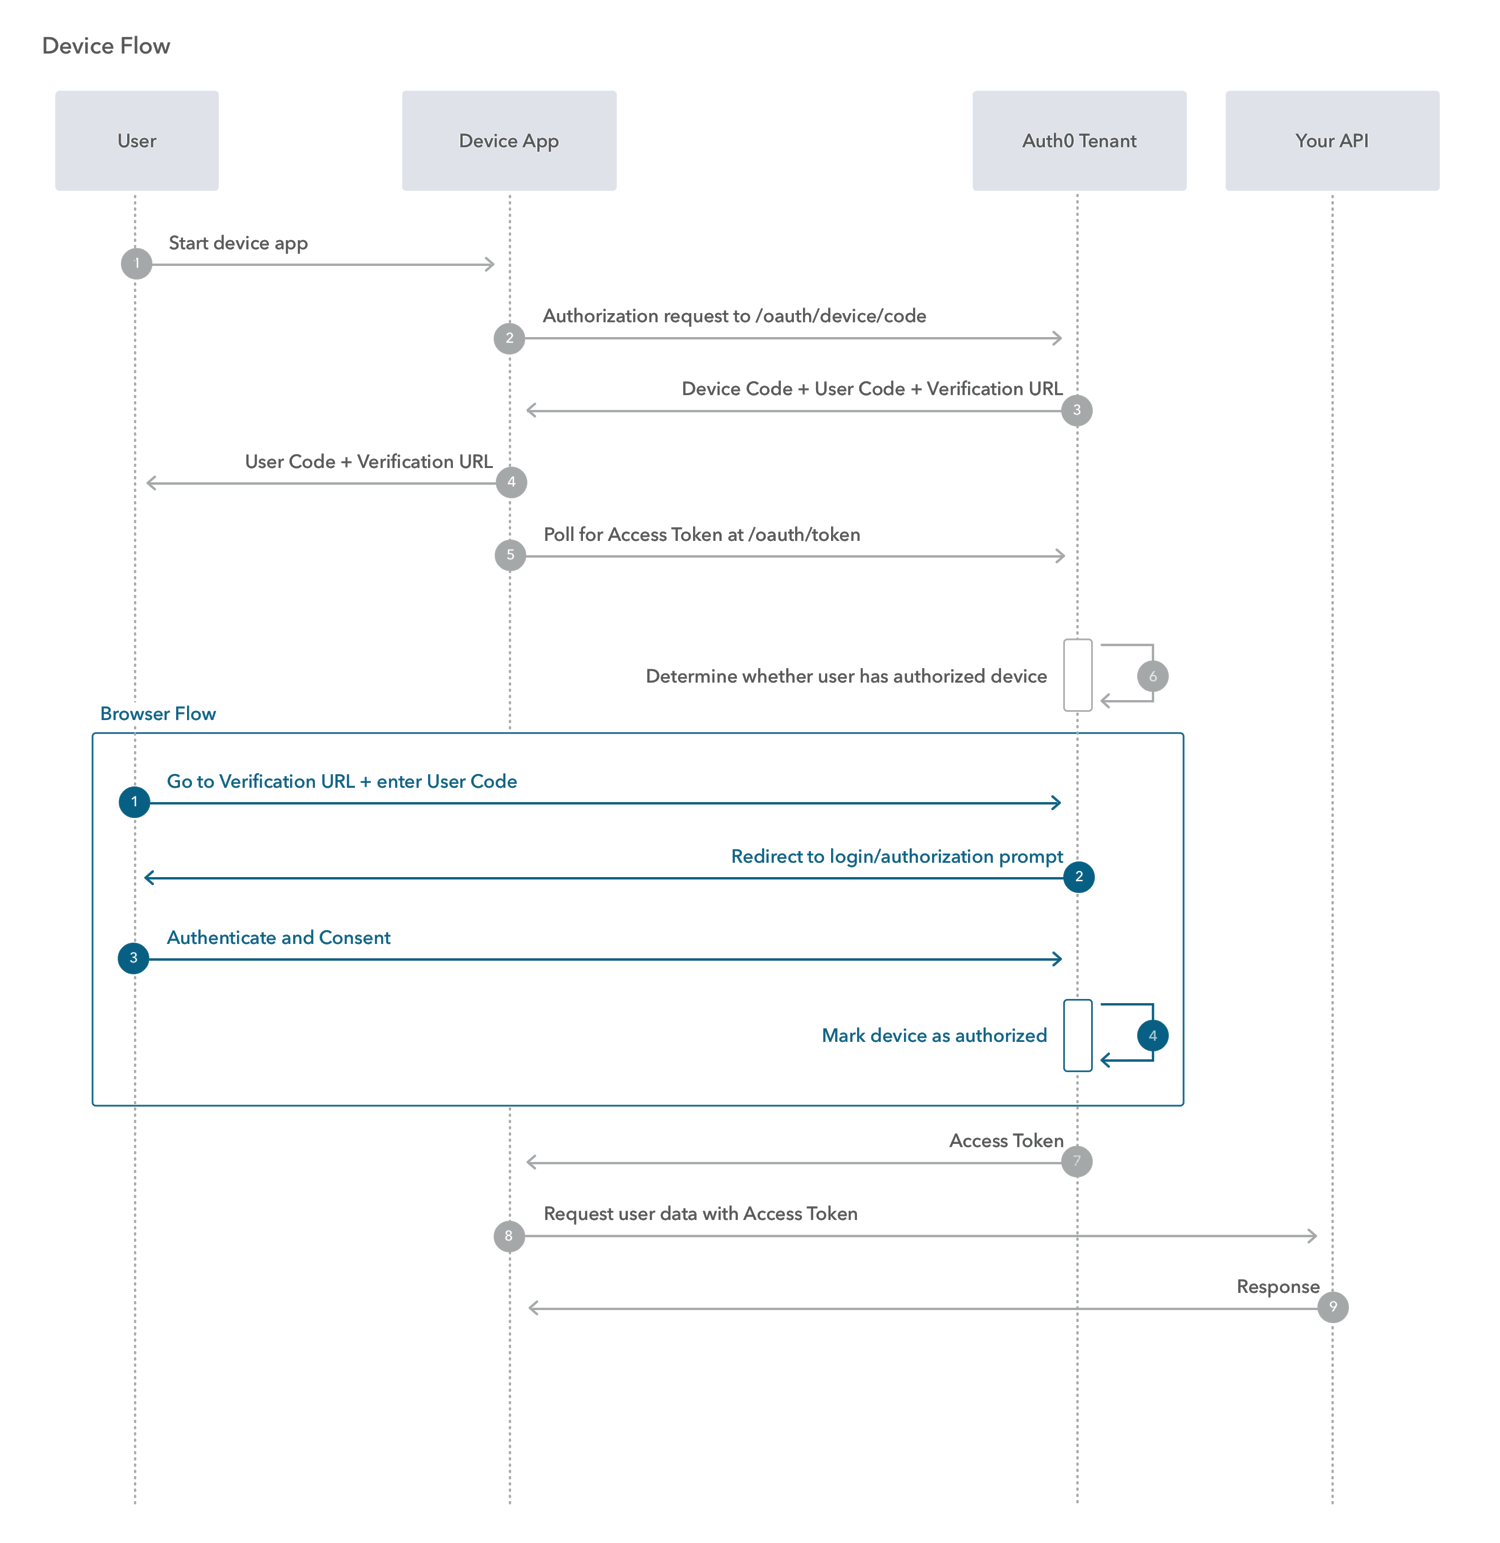 Device Flow
User
Device App
Auth0 Tenant
Your API
Start device app
1
Authorization request to /oauth/device/code
2
Device Code + User Code + Verification URL
3
User Code + Verification URL
4
Poll for Access Token at /oauth/token
5
Determine whether user has authorized device
6
Browser Flow
Go to Verification URL + enter User Code
1
Redirect to login/authorization prompt
2
Authenticate and Consent
3
Mark device as authorized
4
Access Token
7
Request user data with Access Token
8
Response
9